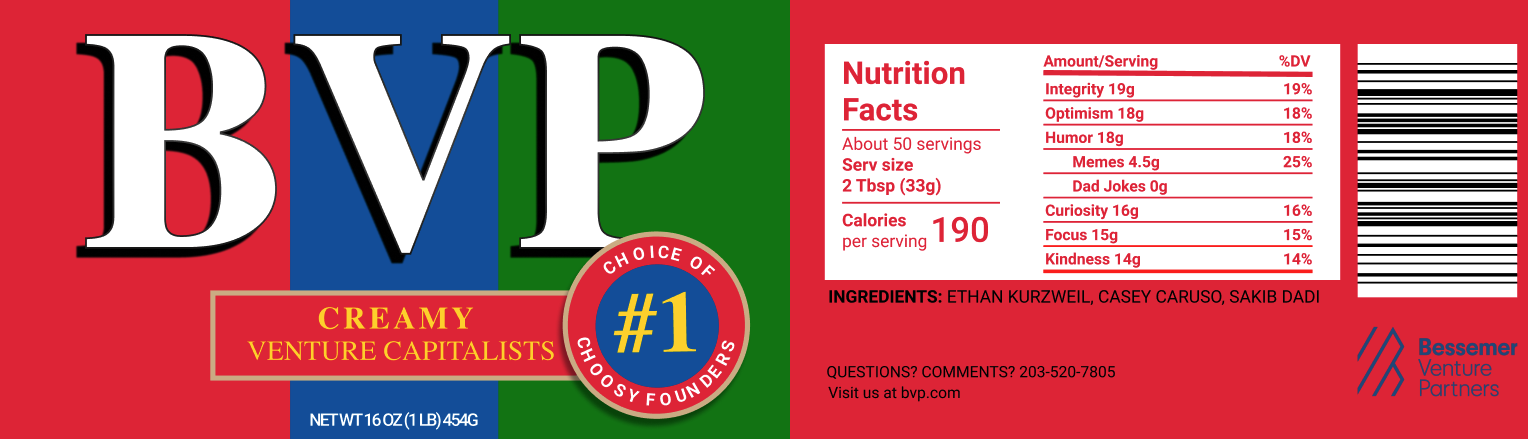 BVP
CREAMY
VENTURE CAPITALISTS
CHOICE OF
#1
CHOOSY FOUNDERS
NET WT 16 OZ (1 LB) 454G
Nutrition
Facts
About 50 servings
Serv size
2 Tbsp (33g)
Calories
per serving 190
Amount/Serving %DV
Integrity 19g 19%
Optimism 18g 18%
Humor 18g 18%
Memes 4.5g 25%
Dad Jokes 0g
Curiosity 16g 16%
Focus 15g 15%
Kindness 14g 14%
INGREDIENTS: ETHAN KURZWEIL, CASEY CARUSO, SAKIB DADI
QUESTIONS? COMMENTS? 203-520-7805
Visit us at bvp.com
Bessemer
Venture
Partners